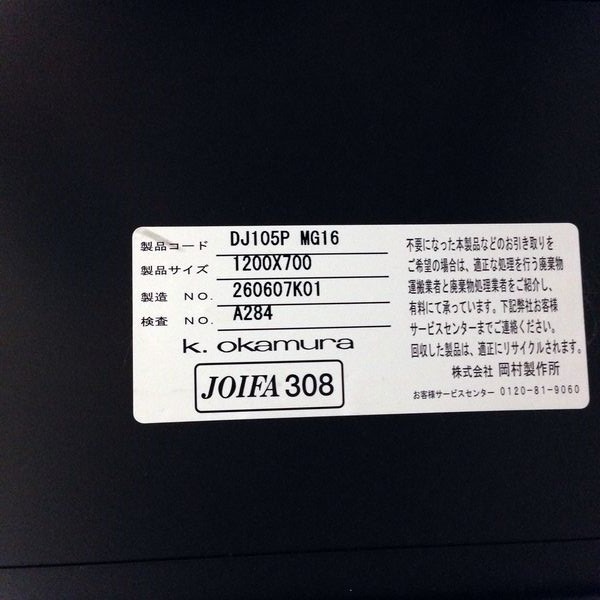 製品コード DJ105P MG16
製品サイズ 1200X700
製造 NO. 260607K01
検査 NO. A284
k. okamura
JOIFA 308
不要になった本製品などのお引き取りを
ご希望の場合は、適正な処理を行う廃棄物
運搬業者と廃棄物処理業者をご紹介し、
有料にて承っています。下記弊社お客様
サービスセンターまでご連絡ください。
回収した製品は、適正にリサイクルされます。
株式会社 岡村製作所
お客様サービスセンター 0120-81-9060